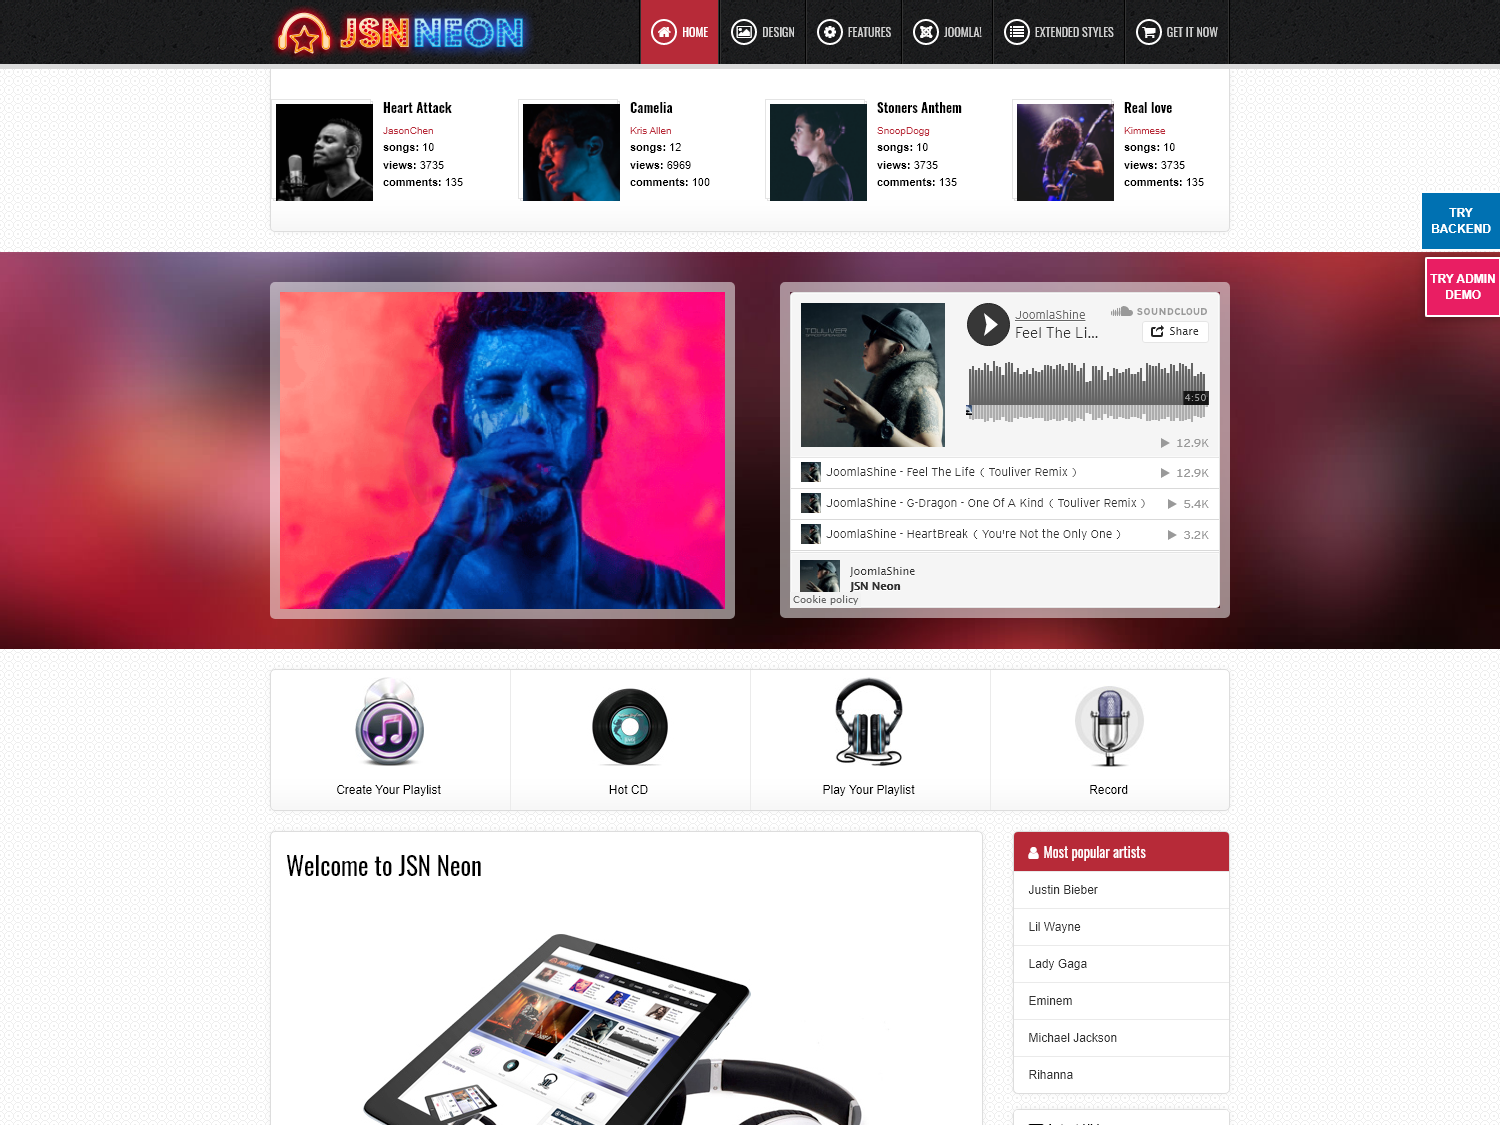 JSN NEON
HOME
DESIGN
FEATURES
JOOMLA!
EXTENDED STYLES
GET IT NOW
Heart Attack
JasonChen
songs: 10
views: 3735
comments: 135
Camelia
Kris Allen
songs: 12
views: 6969
comments: 100
Stoners Anthem
SnoopDogg
songs: 10
views: 3735
comments: 135
Real love
Kimmese
songs: 10
views: 3735
comments: 135
TRY
BACKEND
TRY ADMIN
DEMO
TOULIVER
JoomlaShine
Feel The Li...
SOUNDCLOUD
Share
4:50
12.9K
JoomlaShine - Feel The Life ( Touliver Remix )
12.9K
JoomlaShine - G-Dragon - One Of A Kind ( Touliver Remix )
5.4K
JoomlaShine - HeartBreak ( You're Not the Only One )
3.2K
JoomlaShine
JSN Neon
Cookie policy
Create Your Playlist
Hot CD
Play Your Playlist
Record
Welcome to JSN Neon
Most popular artists
Justin Bieber
Lil Wayne
Lady Gaga
Eminem
Michael Jackson
Rihanna